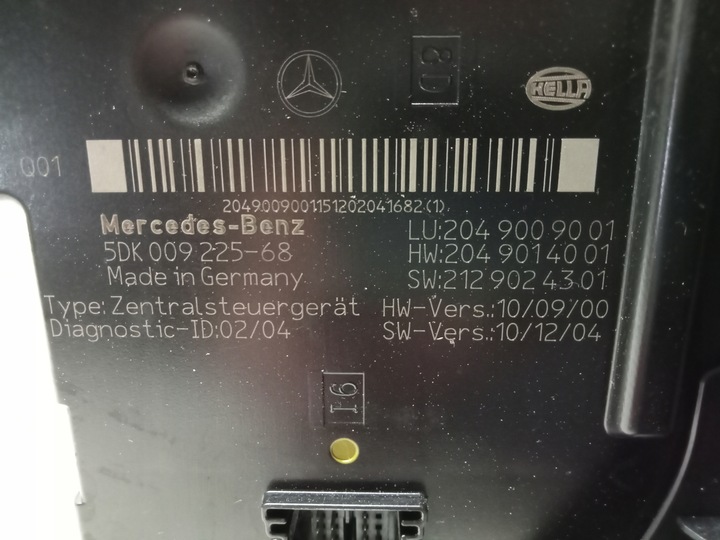 8D
HELLA
Q01
2049009001151202041682(1)
Mercedes-Benz
LU:204 900 90 01
5DK 009 225-68
HW:204 901 40 01
Made in Germany
SW:212 902 43 01
Type:Zentralsteuergerät
HW-Vers.:10/09/00
Diagnostic-ID:02/04
SW-Vers.:10/12/04
I6